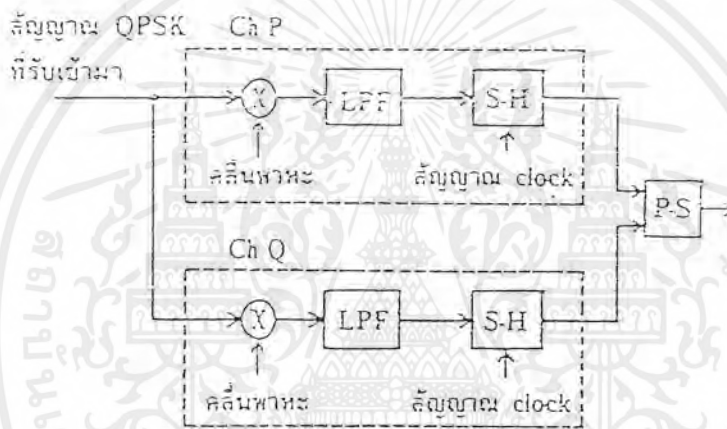 สัญญาณ QPSK Ch P
ที่รับเข้ามา
X LPF S-H
คลื่นพาหะ สัญญาณ clock
P-S
Ch Q
X LPF S-H
คลื่นพาหะ สัญญาณ clock